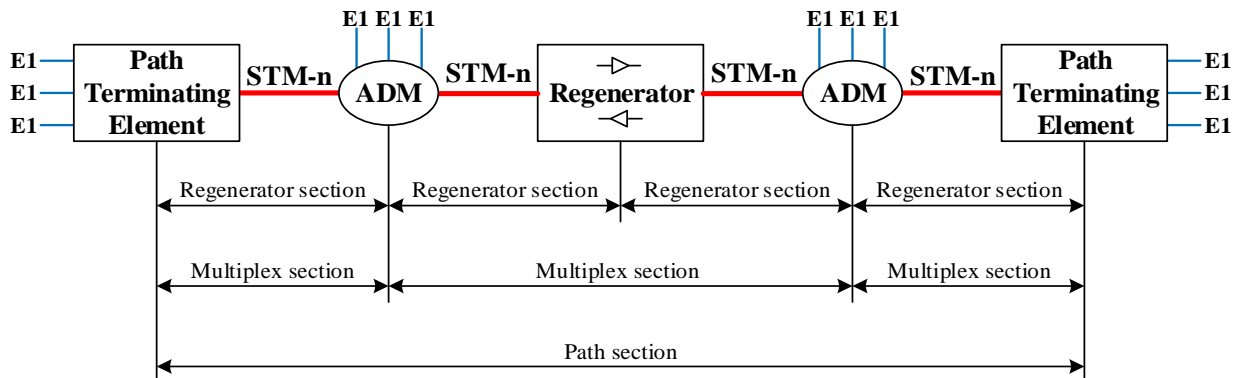 E1 E1 E1
E1 E1 E1
E1
E1
E1
Path
Terminating
Element
STM-n
ADM
STM-n
Regenerator
STM-n
ADM
STM-n
Path
Terminating
Element
E1
E1
E1
Regenerator section
Regenerator section
Regenerator section
Regenerator section
Multiplex section
Multiplex section
Multiplex section
Path section